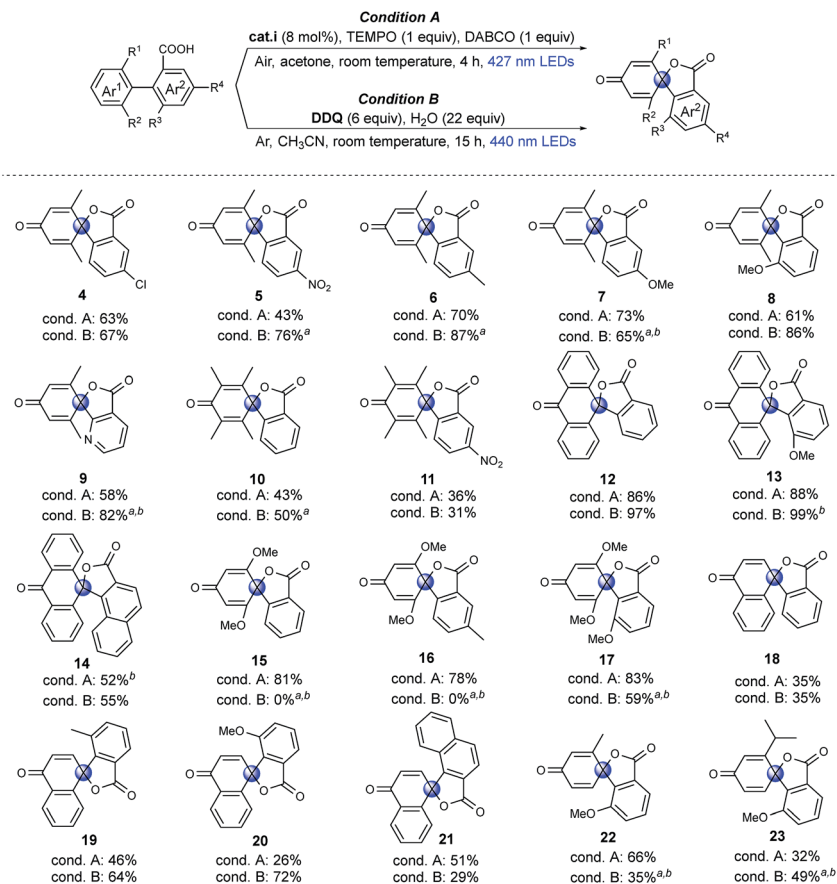 Condition A
cat.i (8 mol%), TEMPO (1 equiv), DABCO (1 equiv)
Air, acetone, room temperature, 4 h, 427 nm LEDs
Condition B
DDQ (6 equiv), H2O (22 equiv)
Ar, CH3CN, room temperature, 15 h, 440 nm LEDs
R1 COOH
Ar1 Ar2 R4
R2 R3
R1 O O
O
R2 Ar2
R3 R4
O O O Cl
4
cond. A: 63%
cond. B: 67%
O O O NO2
5
cond. A: 43%
cond. B: 76%a
O O O
6
cond. A: 70%
cond. B: 87%a
O O O OMe
7
cond. A: 73%
cond. B: 65%a,b
O O O MeO
8
cond. A: 61%
cond. B: 86%
O O O N
9
cond. A: 58%
cond. B: 82%a,b
O O O
10
cond. A: 43%
cond. B: 50%a
O O O NO2
11
cond. A: 36%
cond. B: 31%
O O O
12
cond. A: 86%
cond. B: 97%
O O O OMe
13
cond. A: 88%
cond. B: 99%b
O O O
14
cond. A: 52%b
cond. B: 55%
OMe O O O MeO
15
cond. A: 81%
cond. B: 0%a,b
OMe O O O MeO
16
cond. A: 78%
cond. B: 0%a,b
OMe O O O MeO MeO
17
cond. A: 83%
cond. B: 59%a,b
O O O
18
cond. A: 35%
cond. B: 35%
O O O
19
cond. A: 46%
cond. B: 64%
MeO O O O
20
cond. A: 26%
cond. B: 72%
O O O
21
cond. A: 51%
cond. B: 29%
O O O MeO
22
cond. A: 66%
cond. B: 35%a,b
O O O MeO
23
cond. A: 32%
cond. B: 49%a,b